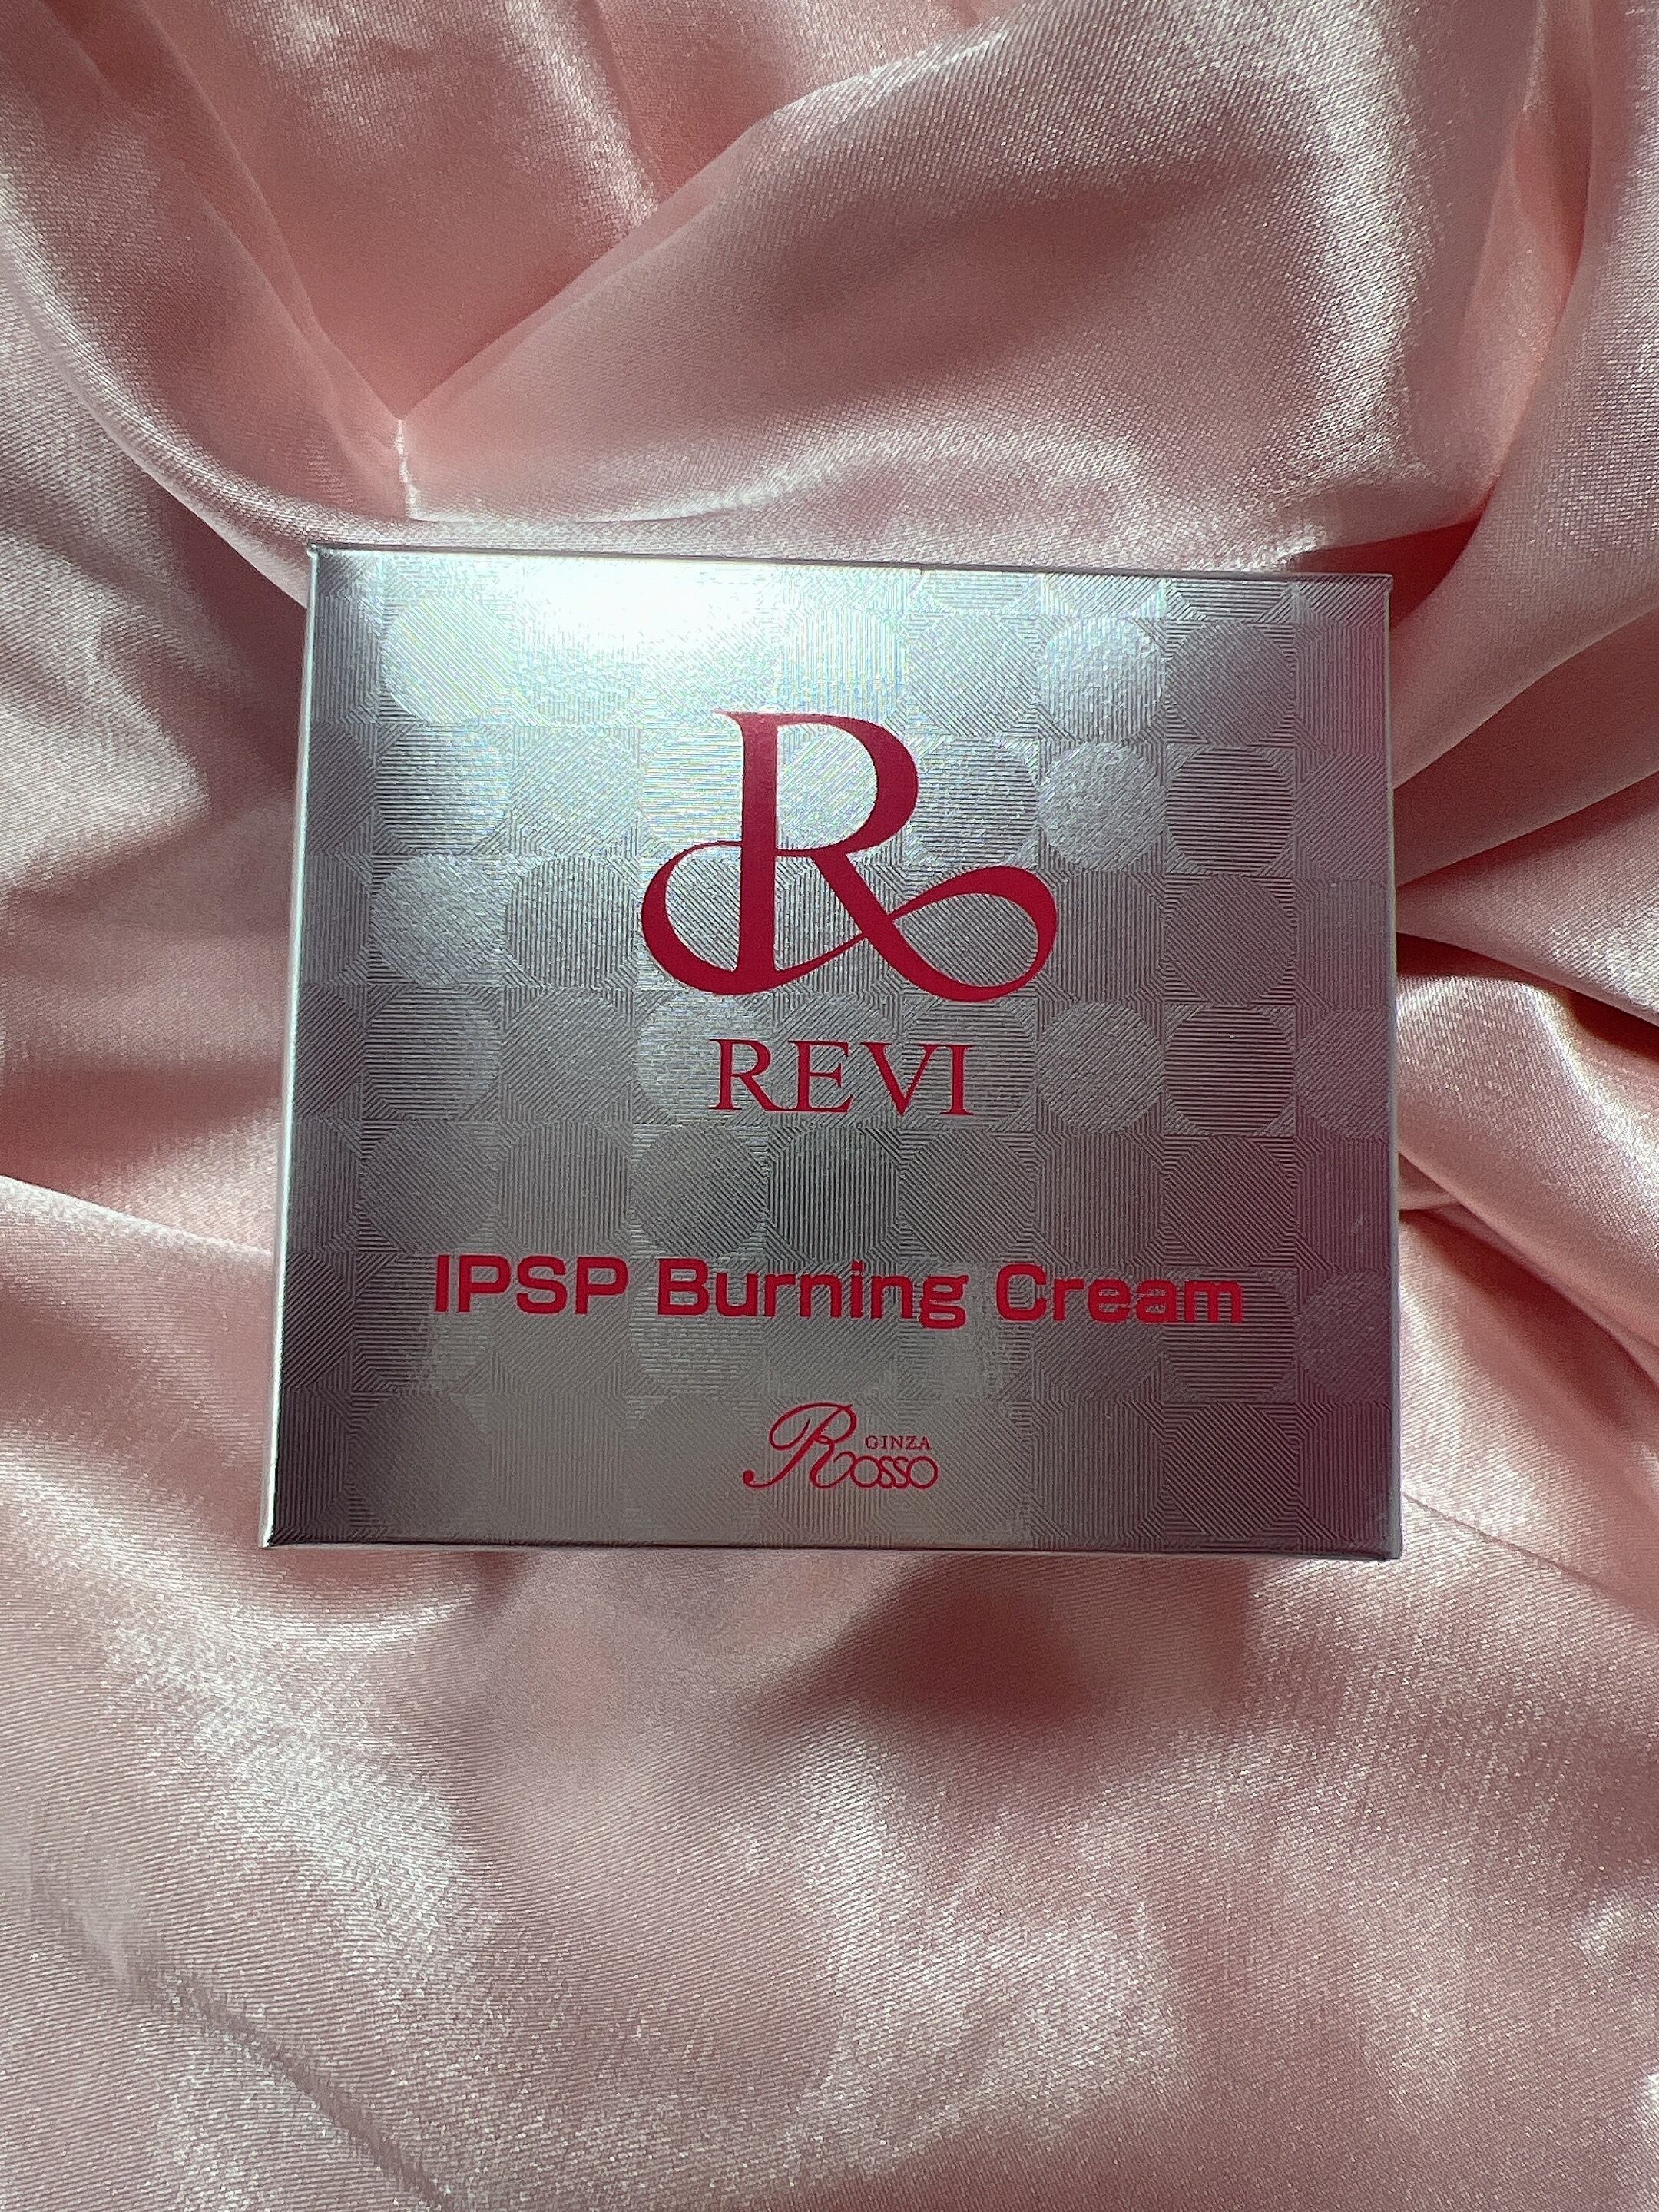 R
REVI
IPSP Burning Cream
GINZA
Rosso